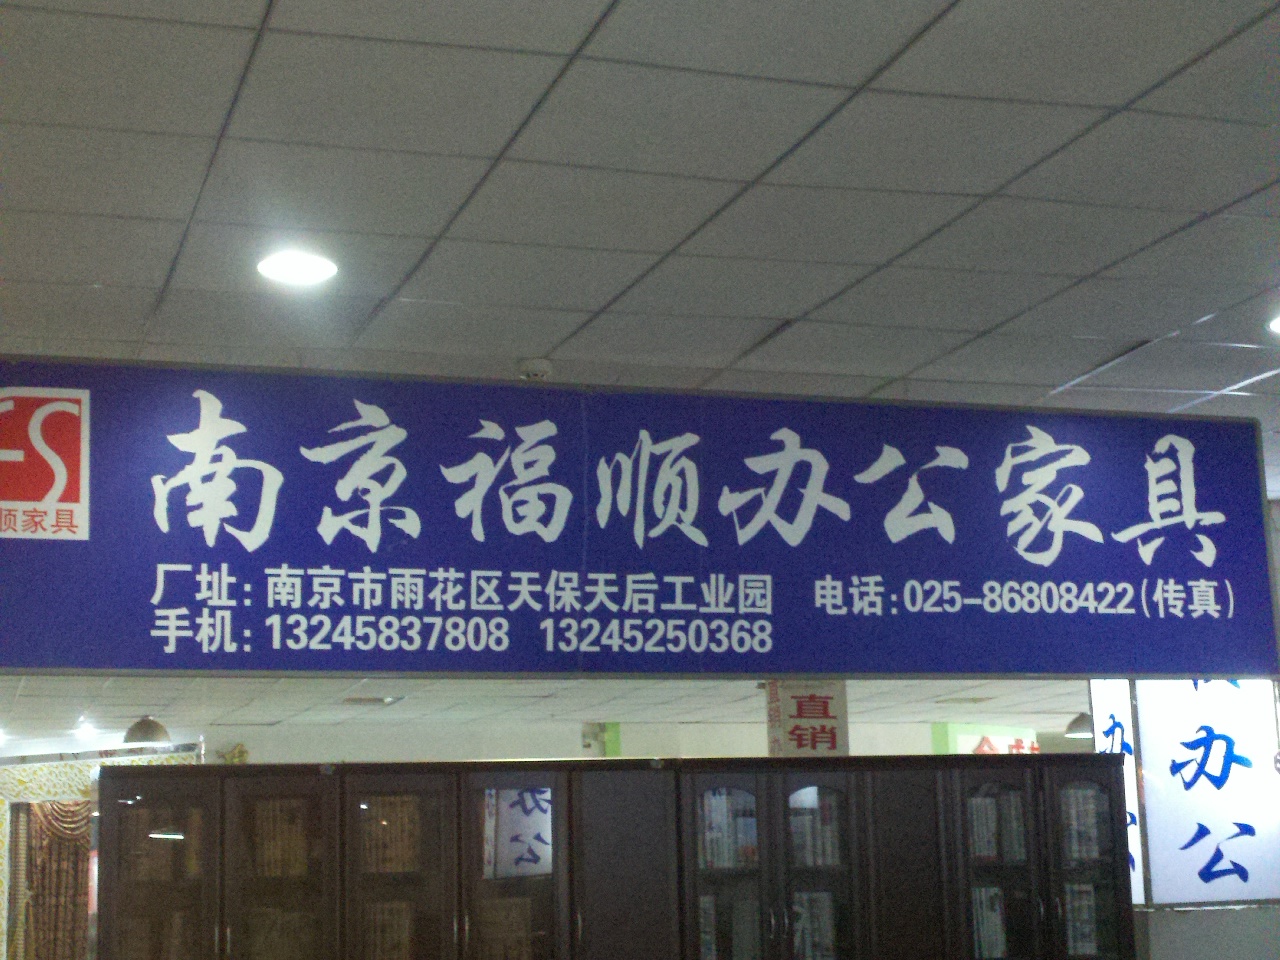 FS
顺家具
南京福顺办公家具
厂址:南京市雨花区天保天后工业园 电话:025-86808422(传真)
手机:13245837808 13245250368
直销
办公
办